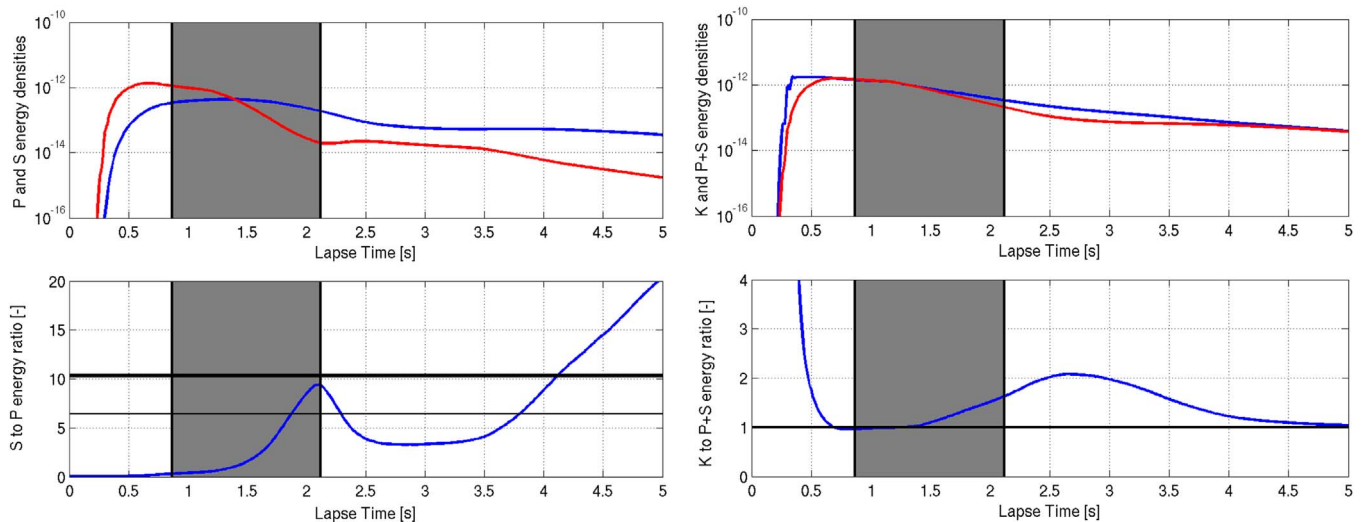 P and S energy densities
10^-10
10^-12
10^-14
10^-16
0 0.5 1 1.5 2 2.5 3 3.5 4 4.5 5
Lapse Time [s]
K and P+S energy densities
10^-10
10^-12
10^-14
10^-16
0 0.5 1 1.5 2 2.5 3 3.5 4 4.5 5
Lapse Time [s]
S to P energy ratio [-]
20
15
10
5
0
0 0.5 1 1.5 2 2.5 3 3.5 4 4.5 5
Lapse Time [s]
K to P+S energy ratio [-]
4
3
2
1
0
0 0.5 1 1.5 2 2.5 3 3.5 4 4.5 5
Lapse Time [s]